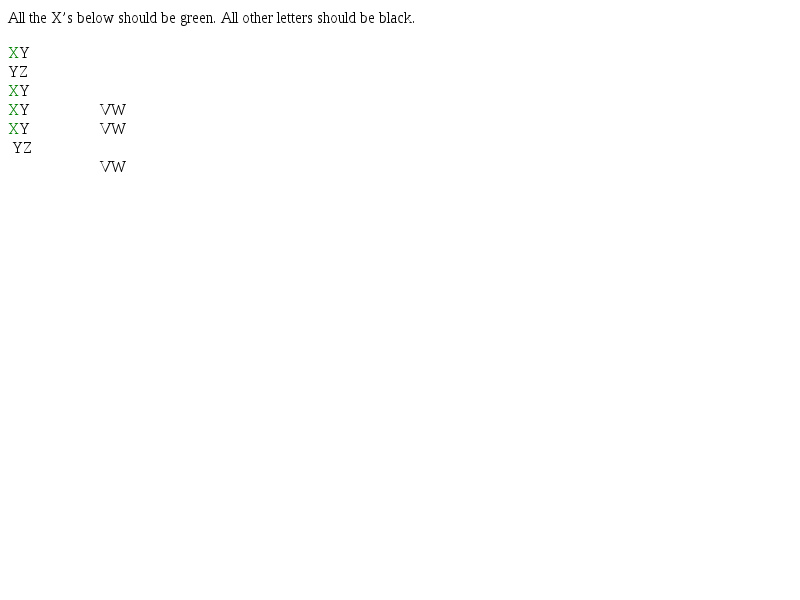 All the X's below should be green. All other letters should be black.
XY
YZ
XY
XY VW
XY VW
YZ
VW